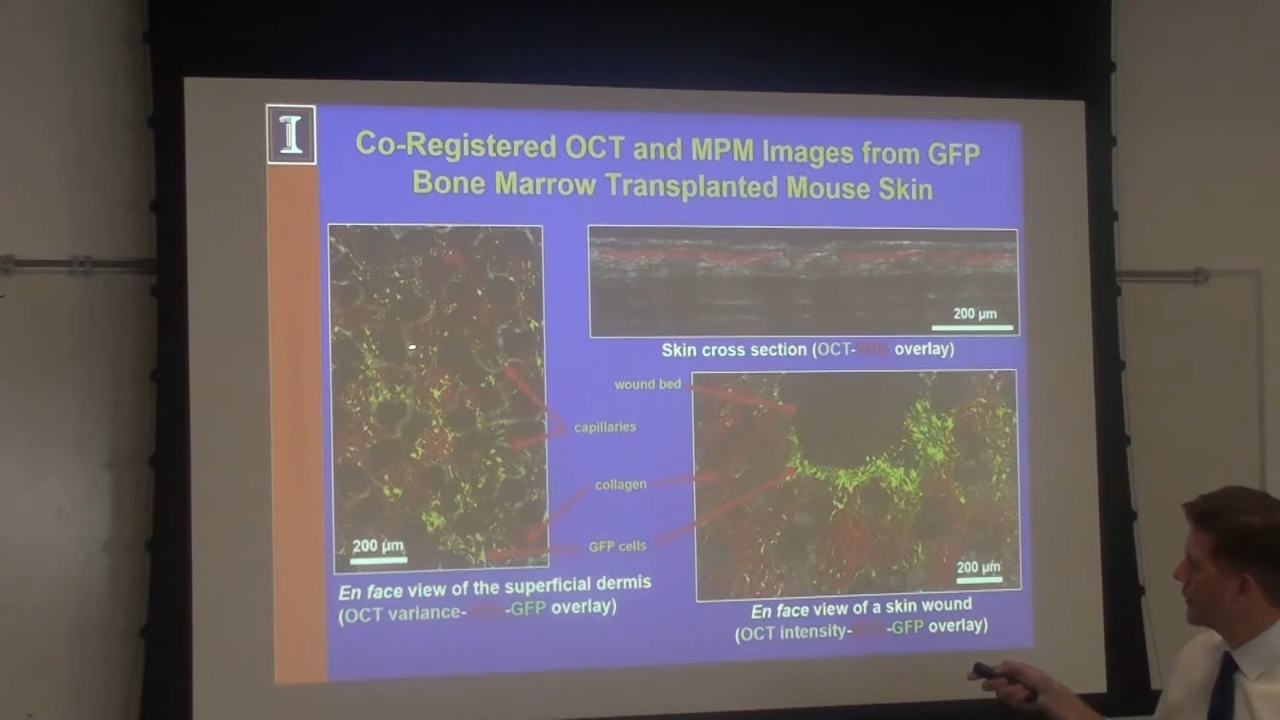 I
Co-Registered OCT and MPM Images from GFP
Bone Marrow Transplanted Mouse Skin
200 µm
Skin cross section (OCT- overlay)
wound bed
capillaries
collagen
GFP cells
200 µm
En face view of the superficial dermis
(OCT variance- -GFP overlay)
200 µm
En face view of a skin wound
(OCT intensity- -GFP overlay)